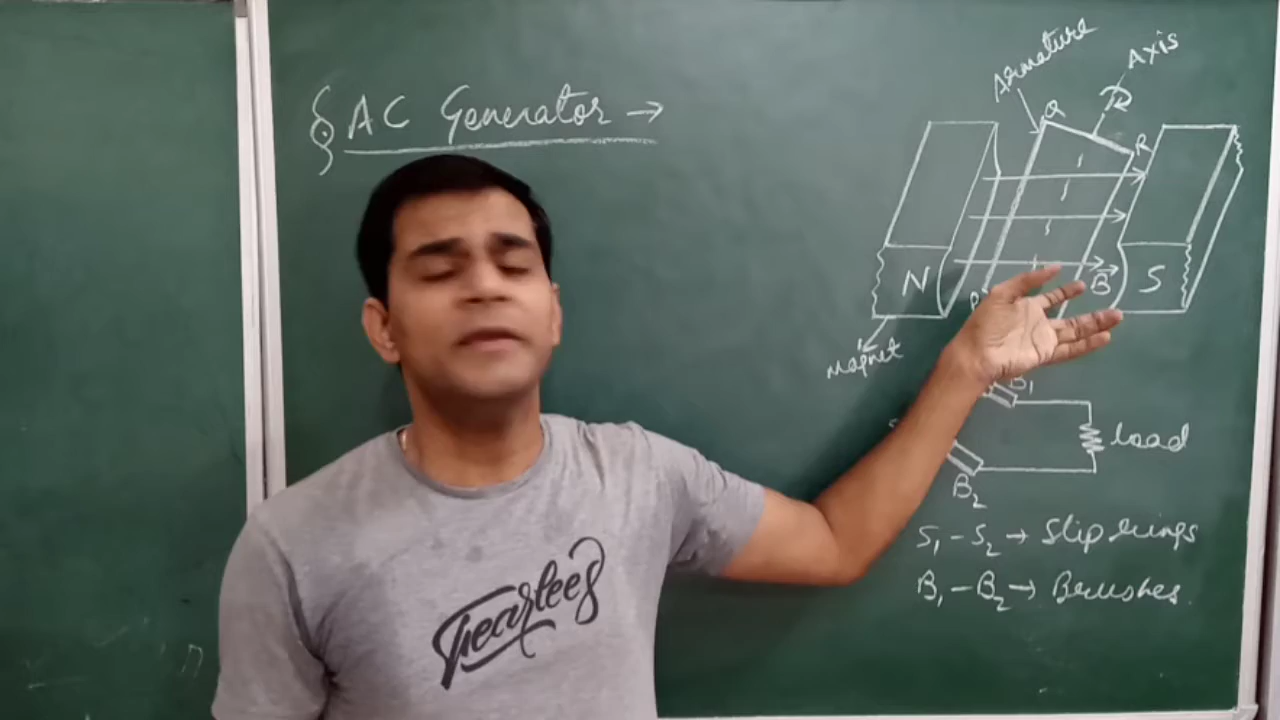 § AC Generator →
Armature
Axis
Q
R
N
P
B
S
Magnet
B₁
Load
B₂
S₁ - S₂ → Slip rings
B₁ - B₂ → Brushes
Fearless